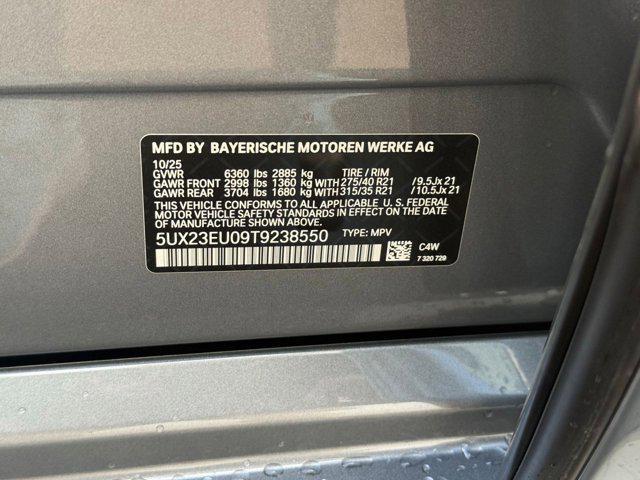 MFD BY BAYERISCHE MOTOREN WERKE AG
10/25
GVWR 6360 lbs 2885 kg TIRE / RIM
GAWR FRONT 2998 lbs 1360 kg WITH 275/40 R21 /9.5Jx 21
GAWR REAR 3704 lbs 1680 kg WITH 315/35 R21 /10.5Jx 21
THIS VEHICLE CONFORMS TO ALL APPLICABLE U. S. FEDERAL
MOTOR VEHICLE SAFETY STANDARDS IN EFFECT ON THE DATE
OF MANUFACTURE SHOWN ABOVE.
5UX23EU09T9238550 TYPE: MPV
C4W
7 320 729